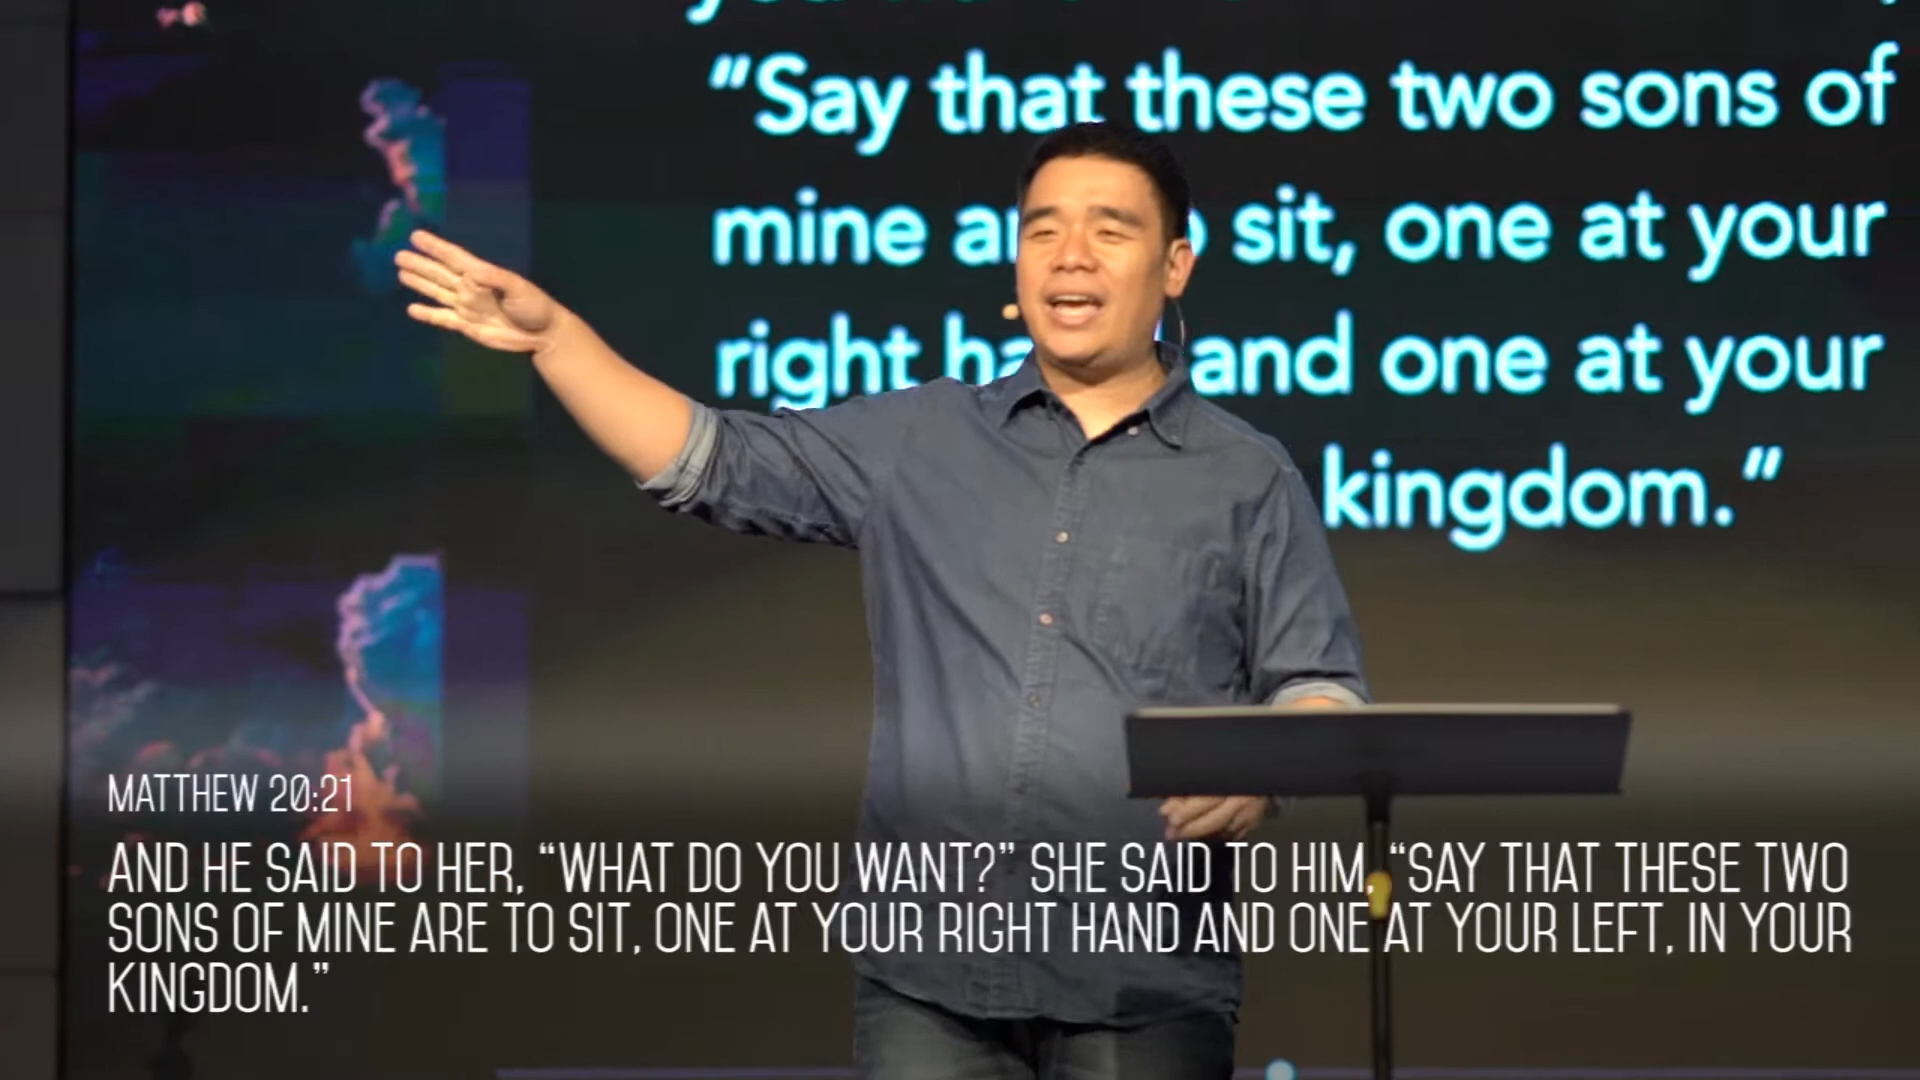 “Say that these two sons of
mine sit, one at your
right and one at your
kingdom.”
MATTHEW 20:21
AND HE SAID TO HER, “WHAT DO YOU WANT?” SHE SAID TO HIM, “SAY THAT THESE TWO
SONS OF MINE ARE TO SIT, ONE AT YOUR RIGHT HAND AND ONE AT YOUR LEFT, IN YOUR
KINGDOM.”